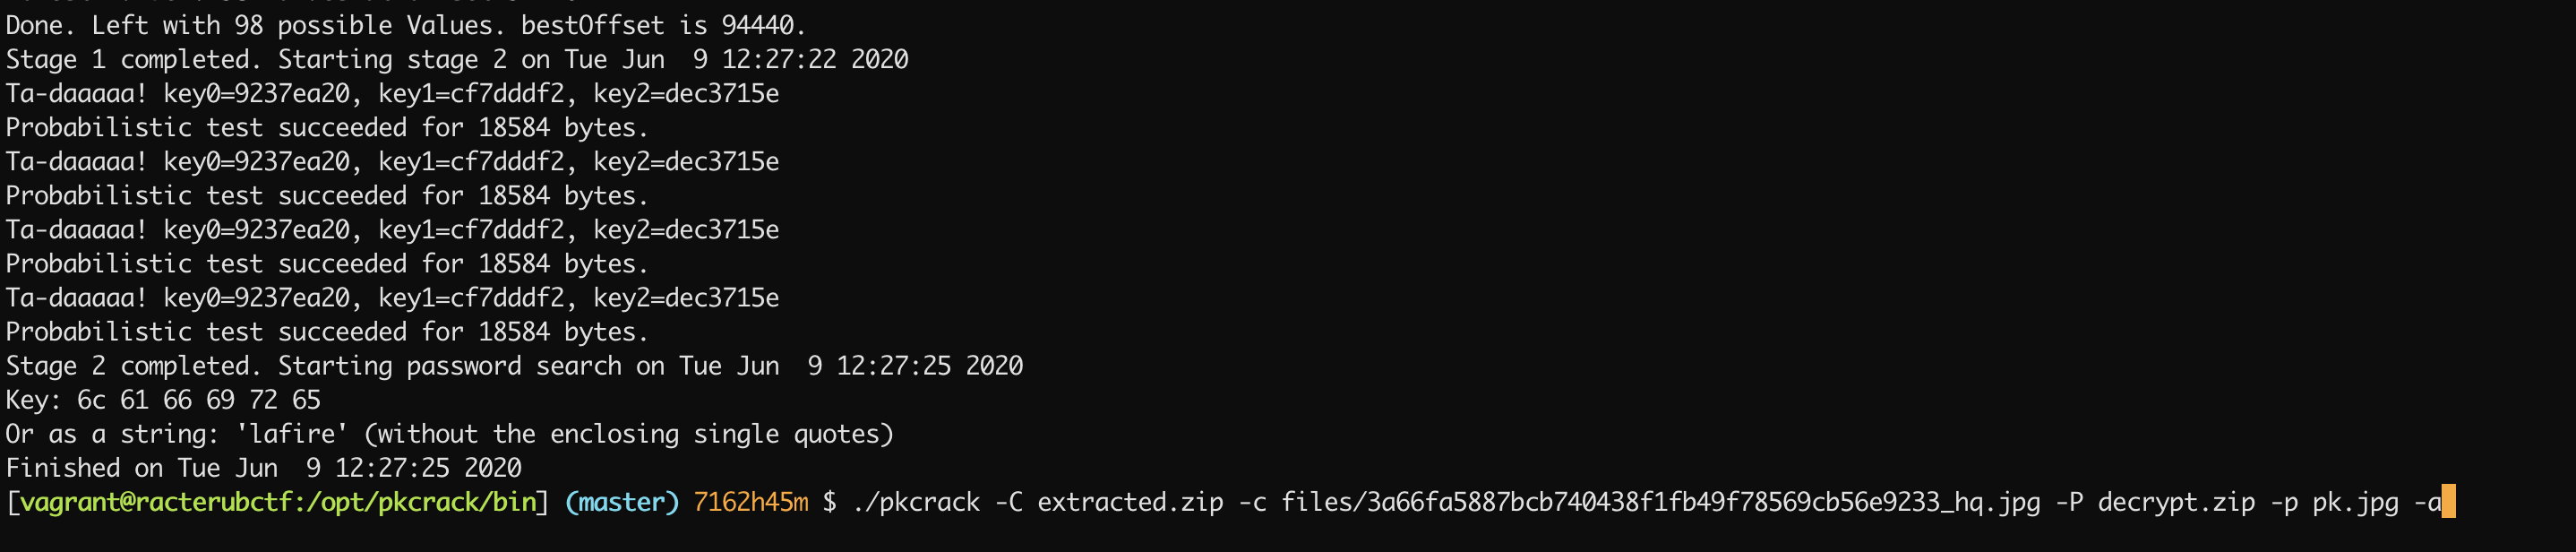 Done. Left with 98 possible Values. bestOffset is 94440.
Stage 1 completed. Starting stage 2 on Tue Jun  9 12:27:22 2020
Ta-daaaaa! key0=9237ea20, key1=cf7dddf2, key2=dec3715e
Probabilistic test succeeded for 18584 bytes.
Ta-daaaaa! key0=9237ea20, key1=cf7dddf2, key2=dec3715e
Probabilistic test succeeded for 18584 bytes.
Ta-daaaaa! key0=9237ea20, key1=cf7dddf2, key2=dec3715e
Probabilistic test succeeded for 18584 bytes.
Ta-daaaaa! key0=9237ea20, key1=cf7dddf2, key2=dec3715e
Probabilistic test succeeded for 18584 bytes.
Stage 2 completed. Starting password search on Tue Jun  9 12:27:25 2020
Key: 6c 61 66 69 72 65
Or as a string: 'lafire' (without the enclosing single quotes)
Finished on Tue Jun  9 12:27:25 2020
[vagrant@racterubctf:/opt/pkcrack/bin] (master) 7162h45m $ ./pkcrack -C extracted.zip -c files/3a66fa5887bcb740438f1fb49f78569cb56e9233_hq.jpg -P decrypt.zip -p pk.jpg -a